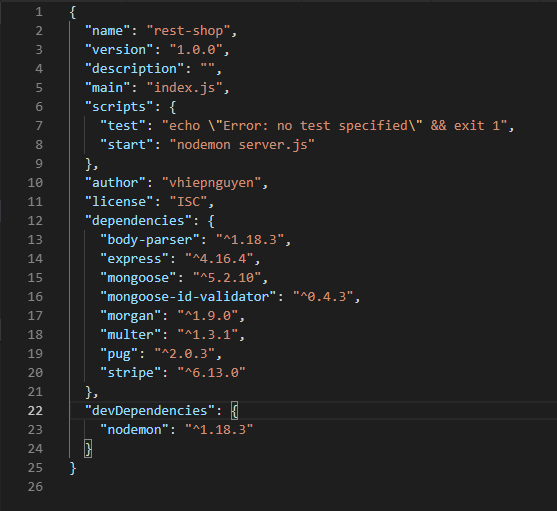 1 {
2   "name": "rest-shop",
3   "version": "1.0.0",
4   "description": "",
5   "main": "index.js",
6   "scripts": {
7     "test": "echo \"Error: no test specified\" && exit 1",
8     "start": "nodemon server.js"
9   },
10   "author": "vhiepnguyen",
11   "license": "ISC",
12   "dependencies": {
13     "body-parser": "^1.18.3",
14     "express": "^4.16.4",
15     "mongoose": "^5.2.10",
16     "mongoose-id-validator": "^0.4.3",
17     "morgan": "^1.9.0",
18     "multer": "^1.3.1",
19     "pug": "^2.0.3",
20     "stripe": "^6.13.0"
21   },
22   "devDependencies": {
23     "nodemon": "^1.18.3"
24   }
25 }
26